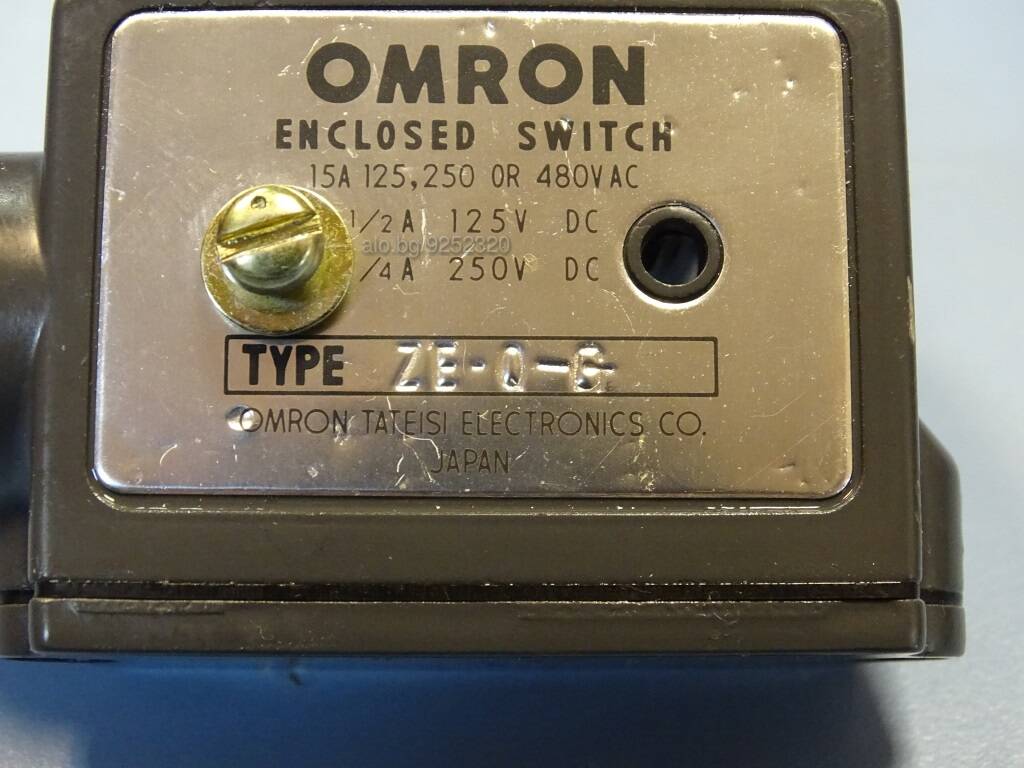 OMRON
ENCLOSED SWITCH
15A 125, 250 OR 480VAC
1/2A 125V DC
/4A 250V DC
alo.bg/9252320
TYPE ZE-Q-G
OMRON TATEISI ELECTRONICS CO.
JAPAN